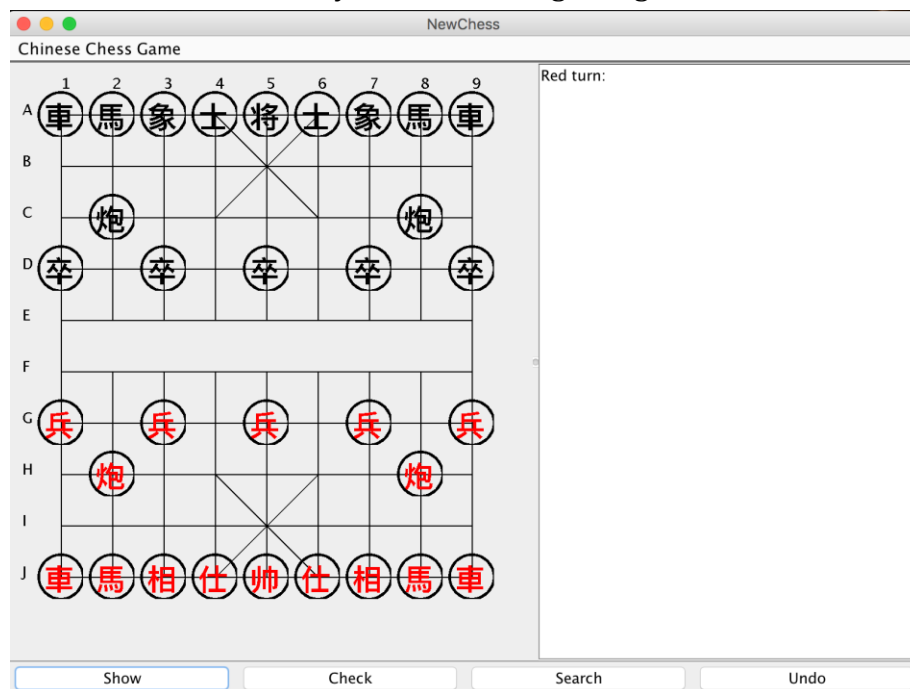 NewChess
Chinese Chess Game
Red turn:
1 2 3 4 5 6 7 8 9
A 車 馬 象 士 将 士 象 馬 車
B
C 炮 炮
D 卒 卒 卒 卒 卒
E
F
G 兵 兵 兵 兵 兵
H 炮 炮
I
J 車 馬 相 仕 帅 仕 相 馬 車
Show Check Search Undo